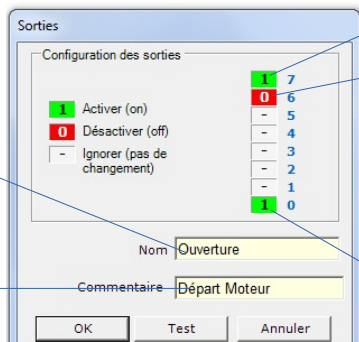 Sorties
Configuration des sorties
1 7
0 6
- 5
- 4
- 3
- 2
- 1
1 0
1 Activer (on)
0 Désactiver (off)
- Ignorer (pas de
changement)
Nom Ouverture
Commentaire Départ Moteur
OK Test Annuler